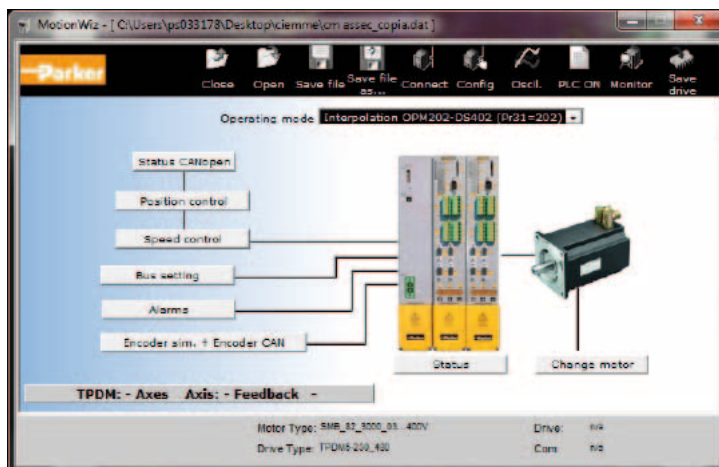 MotionWiz - [ C:\Users\ps033178\Desktop\ciemme\cm assec_copia.dat ]
Parker
Close Open Save file Save file as... Connect Config Oscil. PLC ON Monitor Save drive
Operating mode Interpolation OPM202-DS402 (Pr31=202)
Status CANopen
Position control
Speed control
Bus setting
Alarms
Encoder sim. + Encoder CAN
Status
Change motor
TPDM: - Axes Axis: - Feedback -
Motor Type: 400V Drive: n/a
Drive Type: Com n/a